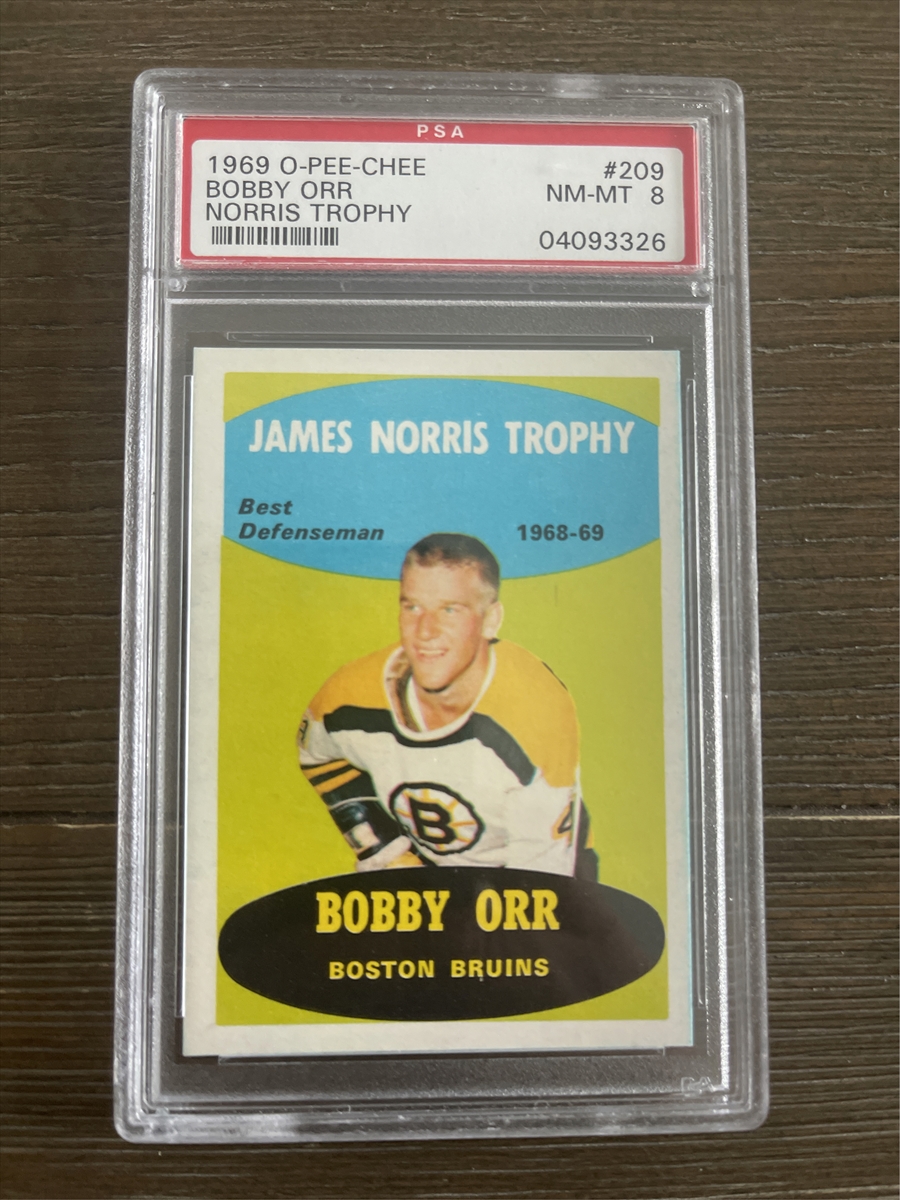 PSA
1969 O-PEE-CHEE #209
BOBBY ORR NM-MT 8
NORRIS TROPHY
04093326
JAMES NORRIS TROPHY
Best
Defenseman 1968-69
B
4
BOBBY ORR
BOSTON BRUINS